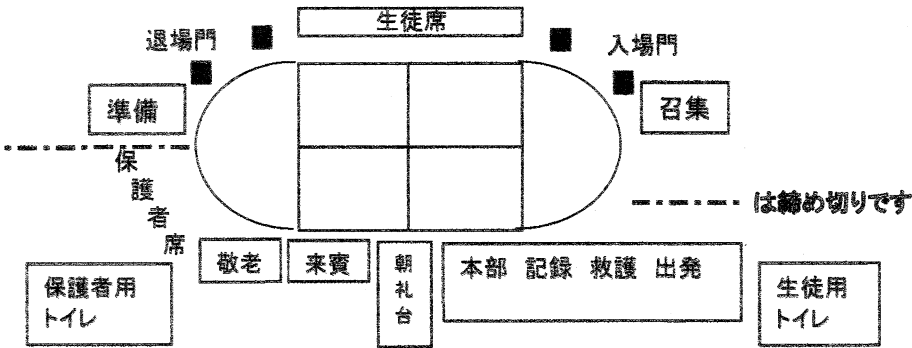 生徒席
退場門
入場門
準備
召集
保護者席
は締め切りです
敬老
来賓
朝礼台
本部 記録 救護 出発
保護者用
トイレ
生徒用
トイレ